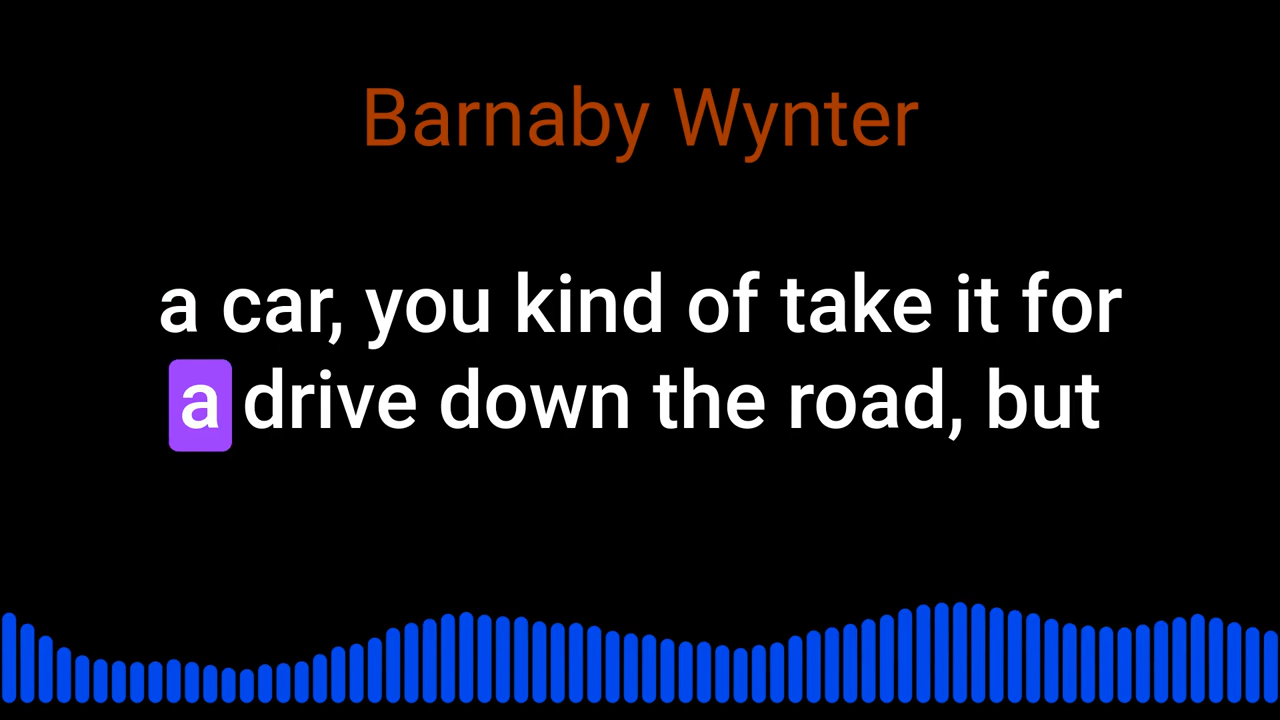 Barnaby Wynter
a car, you kind of take it for
a drive down the road, but